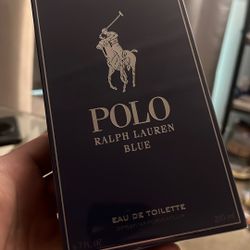 POLO
RALPH LAUREN
BLUE
EAU DE TOILETTE